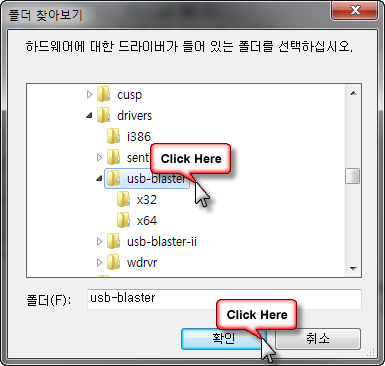 폴더 찾아보기
하드웨어에 대한 드라이버가 들어 있는 폴더를 선택하십시오.
cusp
drivers
i386
sent
Click Here
usb-blaster
x32
x64
usb-blaster-ii
wdrvr
폴더(F): usb-blaster
Click Here
확인 취소